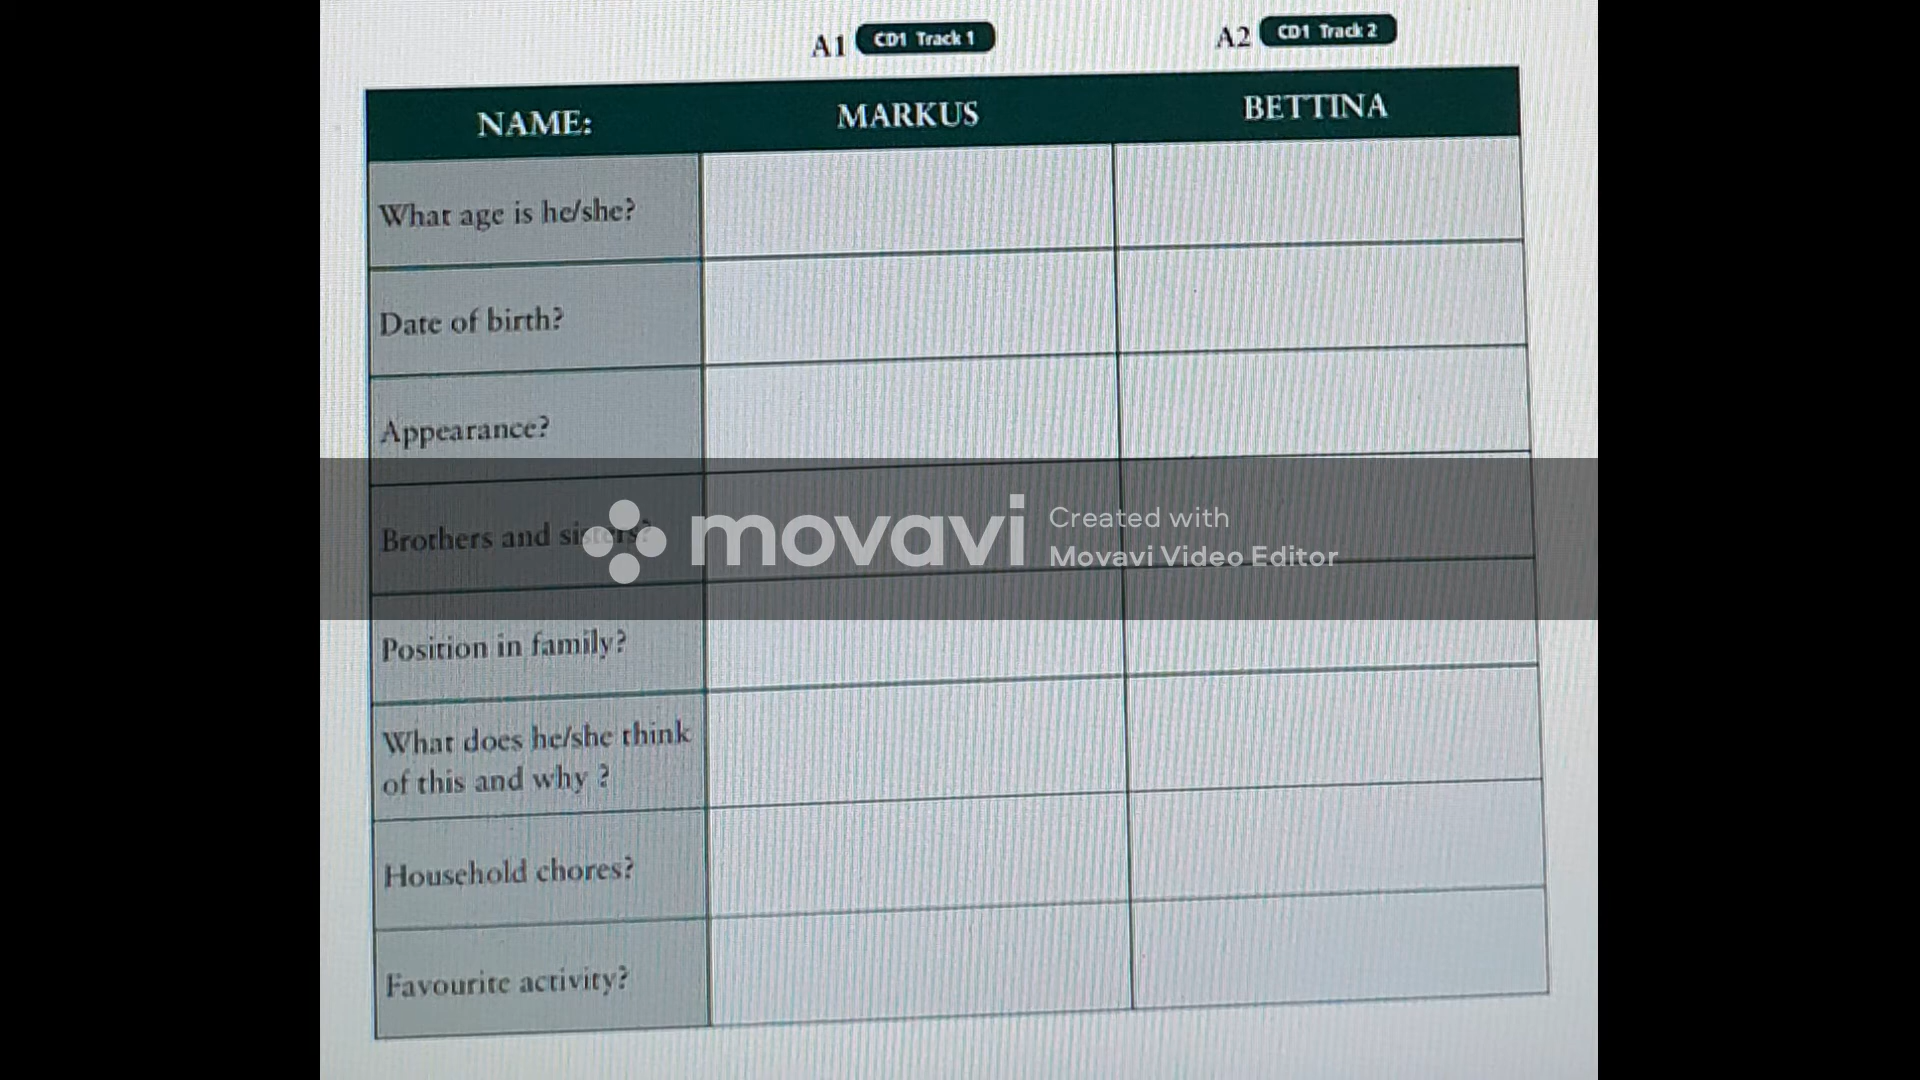 A1 CD1 Track 1 A2 CD1 Track 2
NAME: MARKUS BETTINA
What age is he/she?
Date of birth?
Appearance?
Brothers and sisters?
movavi Created with
Movavi Video Editor
Position in family?
What does he/she think
of this and why ?
Household chores?
Favourite activity?